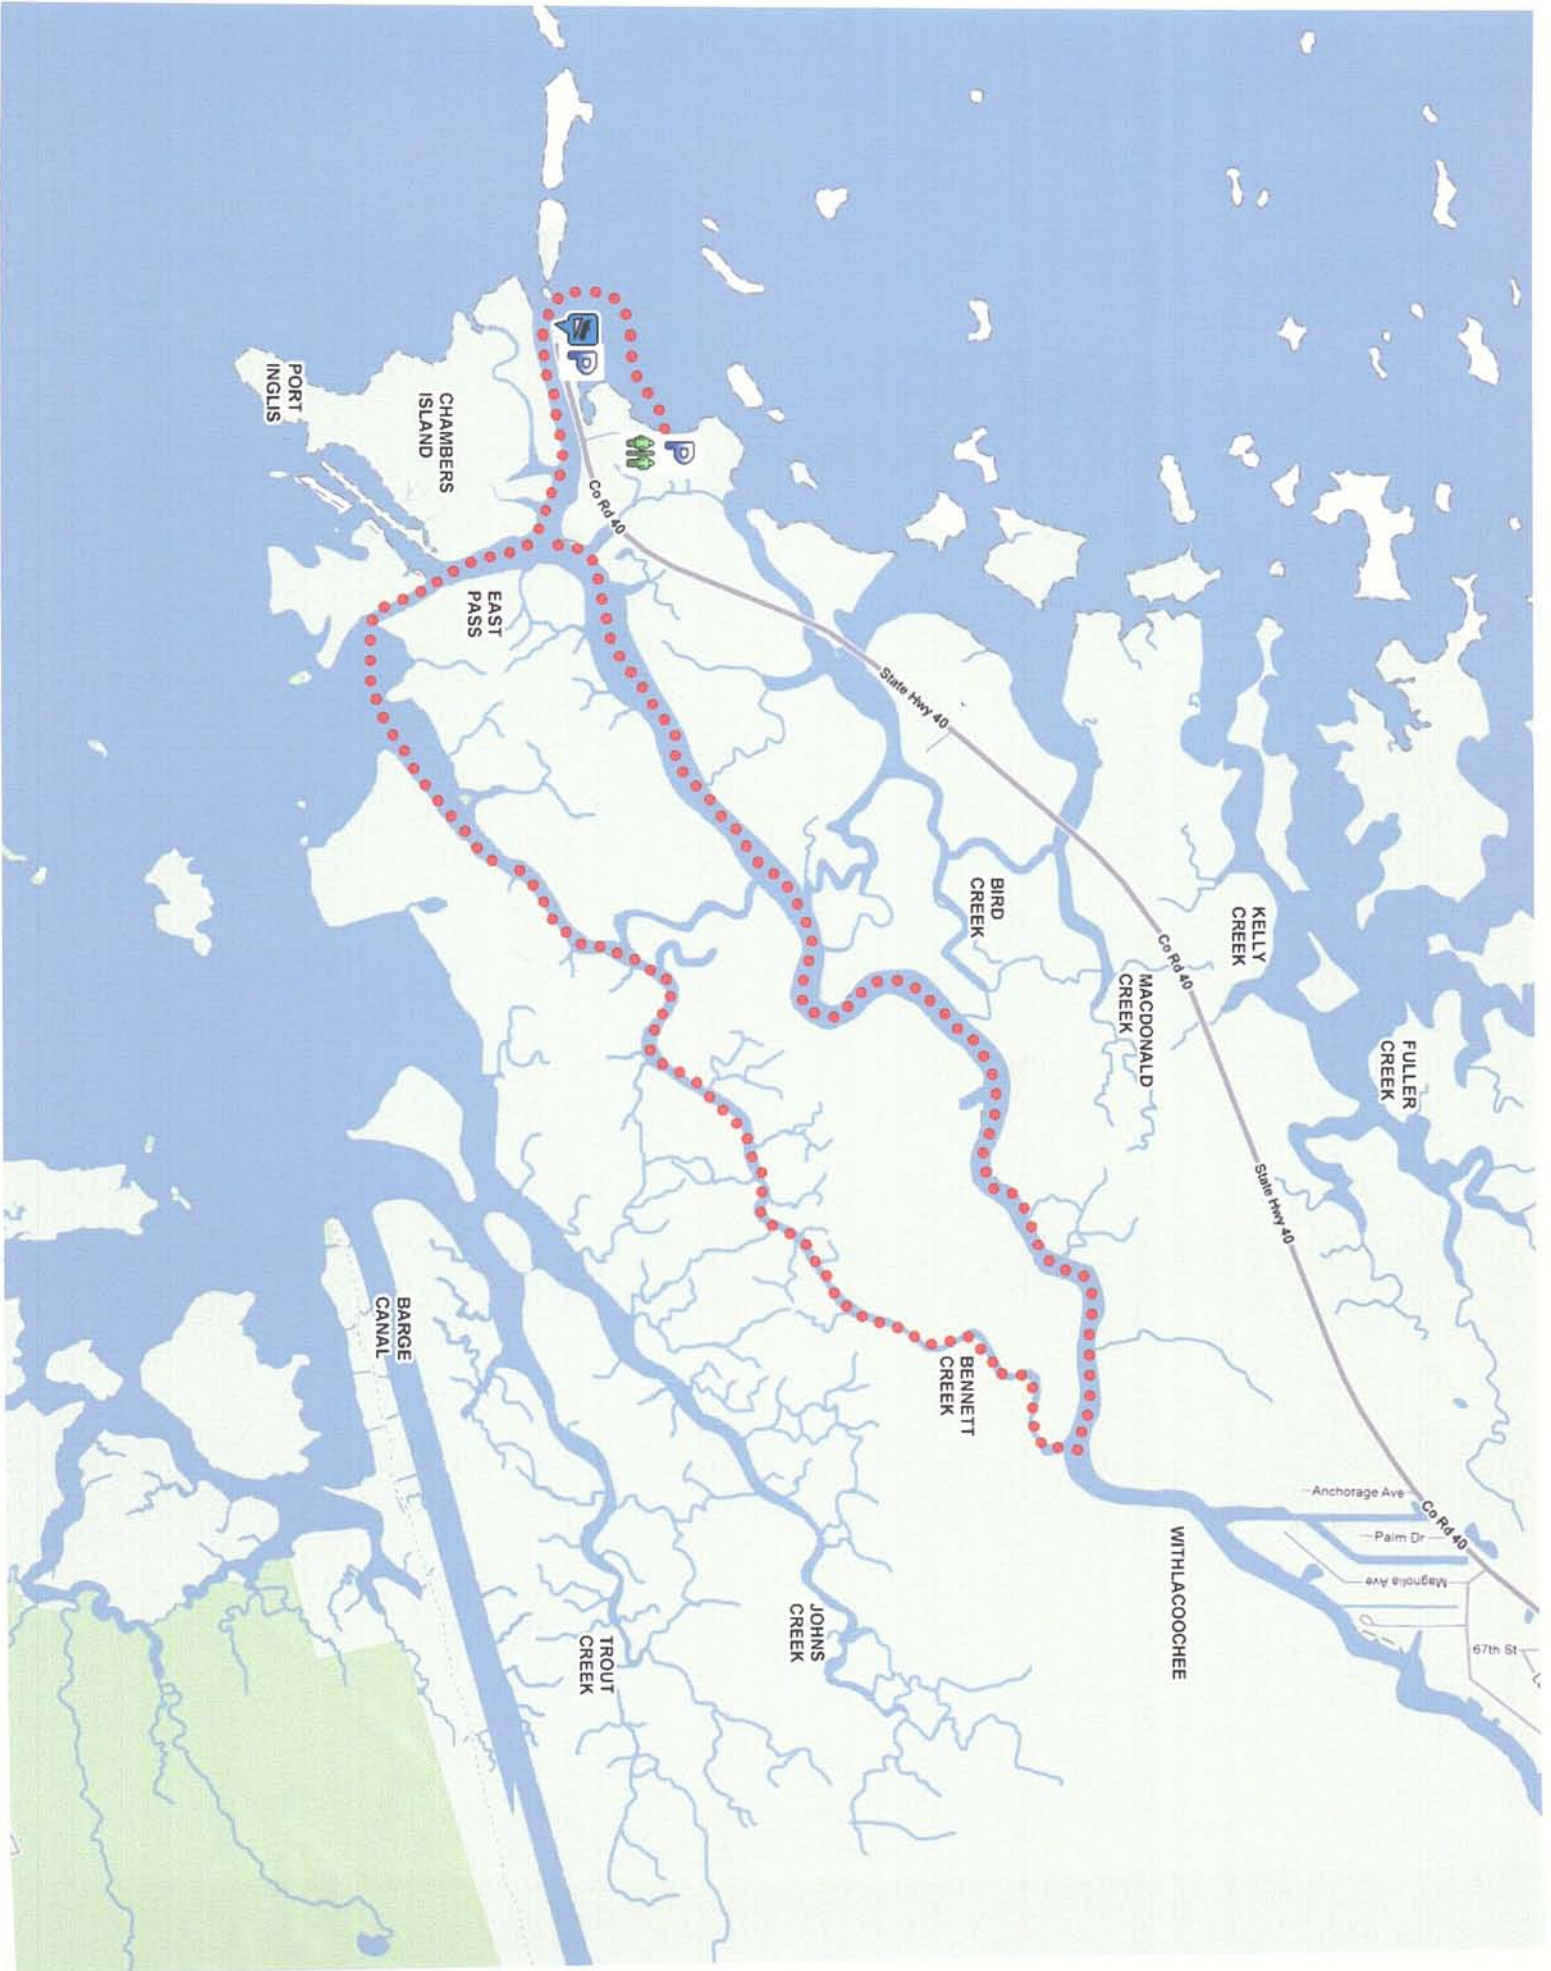 KELLY
CREEK
FULLER
CREEK
Co Rd 40
State Hwy 40
MACDONALD
CREEK
BIRD
CREEK
State Hwy 40
Co Rd 40
P
P
Co Rd 40
EAST
PASS
CHAMBERS
ISLAND
PORT
INGLIS
Anchorage Ave
Palm Dr
Magnolia Ave
67th St
WITHLACOOCHEE
BENNETT
CREEK
JOHNS
CREEK
TROUT
CREEK
BARGE
CANAL